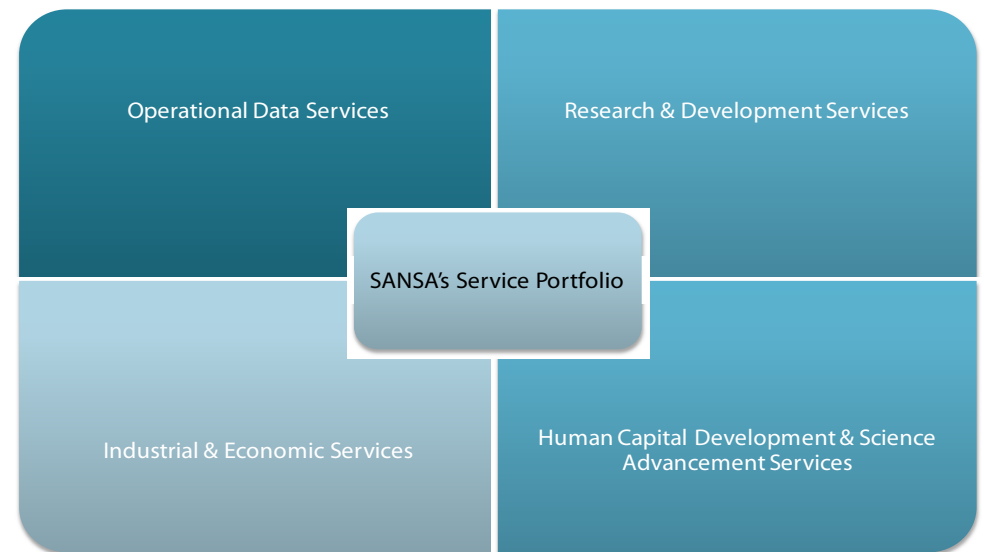 Operational Data Services
Research & Development Services
SANSA's Service Portfolio
Industrial & Economic Services
Human Capital Development & Science
Advancement Services